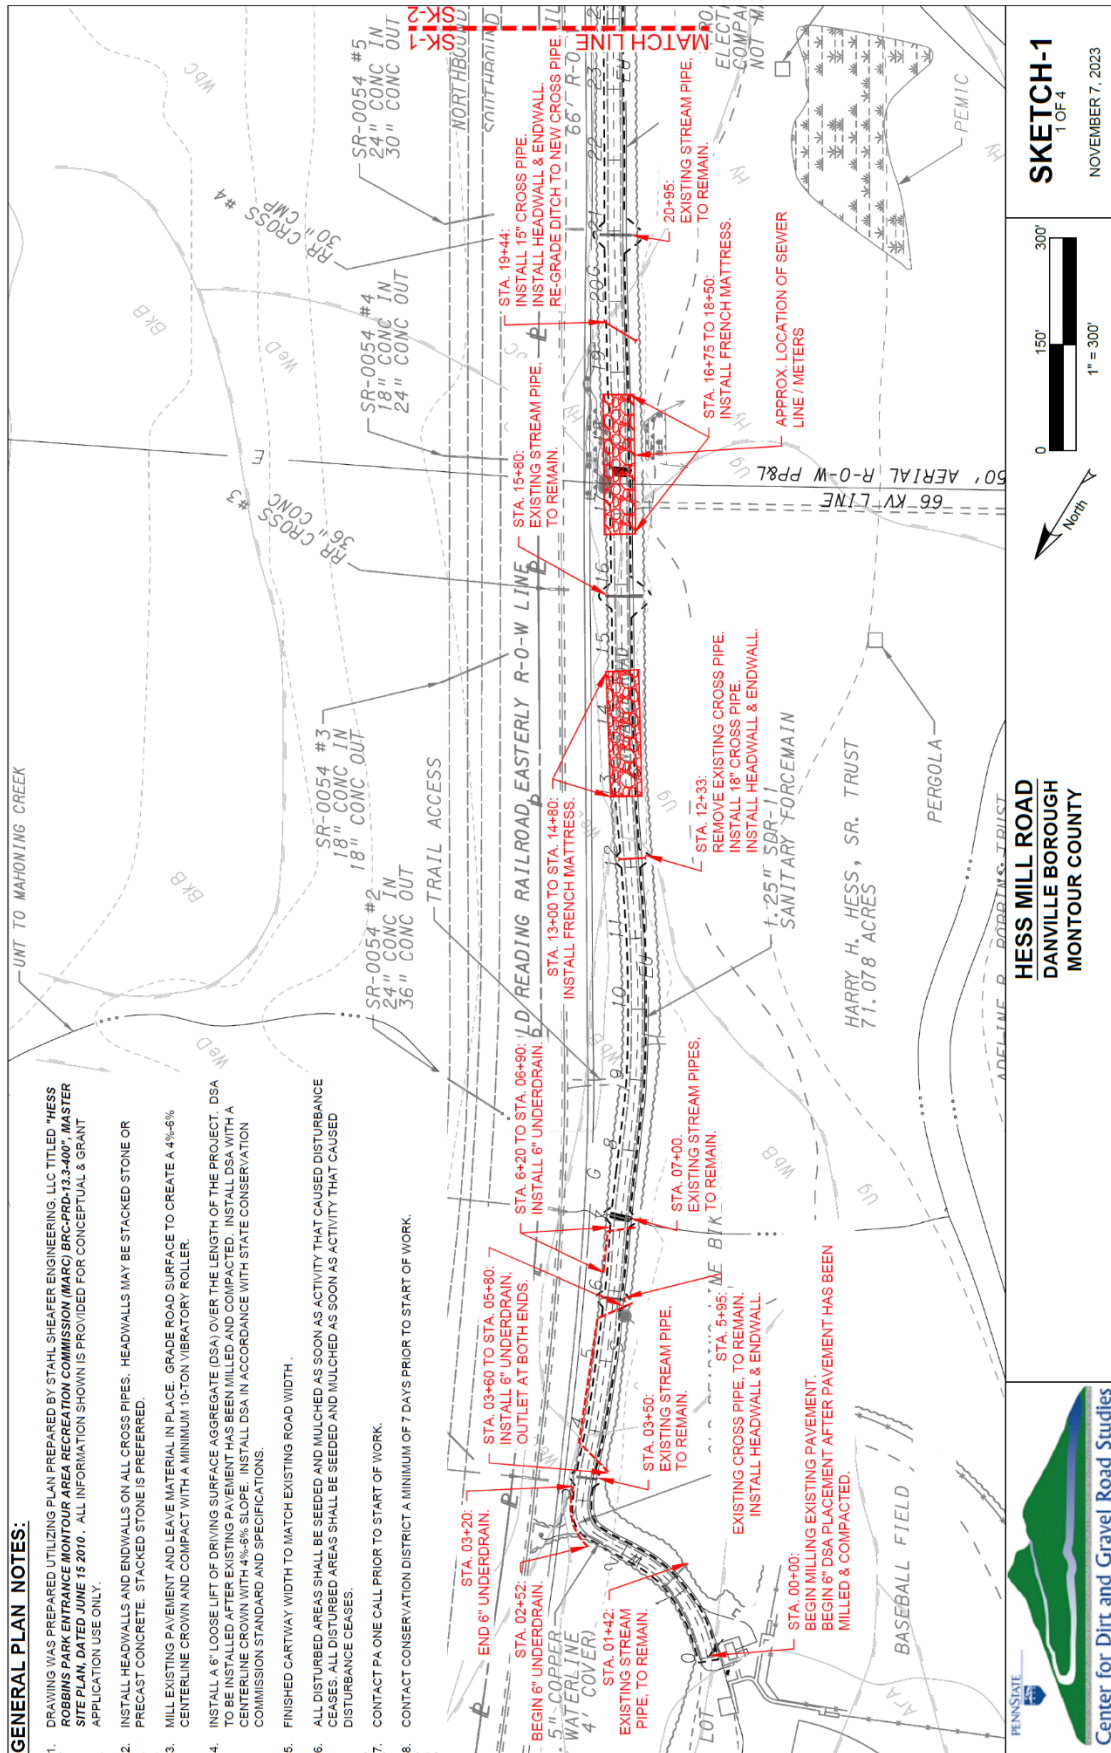 GENERAL PLAN NOTES:
1. DRAWING WAS PREPARED UTILIZING PLAN PREPARED BY STAHL SHEAFER ENGINEERING, LLC TITLED "HESS
ROBBINS PARK ENTRANCE MONTOUR AREA RECREATION COMMISSION (MARC) BRC-PRD-13.3-400", MASTER
SITE PLAN, DATED JUNE 15 2010. ALL INFORMATION SHOWN IS PROVIDED FOR CONCEPTUAL & GRANT
APPLICATION USE ONLY.
2. INSTALL HEADWALLS AND ENDWALLS ON ALL CROSS PIPES. HEADWALLS MAY BE STACKED STONE OR
PRECAST CONCRETE. STACKED STONE IS PREFERRED.
3. MILL EXISTING PAVEMENT AND LEAVE MATERIAL IN PLACE. GRADE ROAD SURFACE TO CREATE A 4%-6%
CENTERLINE CROWN AND COMPACT WITH A MINIMUM 10-TON VIBRATORY ROLLER.
4. INSTALL A 6" LOOSE LIFT OF DRIVING SURFACE AGGREGATE (DSA) OVER THE LENGTH OF THE PROJECT. DSA
TO BE INSTALLED AFTER EXISTING PAVEMENT HAS BEEN MILLED AND COMPACTED. INSTALL DSA WITH A
CENTERLINE CROWN WITH 4%-6% SLOPE. INSTALL DSA IN ACCORDANCE WITH STATE CONSERVATION
COMMISSION STANDARD AND SPECIFICATIONS.
5. FINISHED CARTWAY WIDTH TO MATCH EXISTING ROAD WIDTH.
6. ALL DISTURBED AREAS SHALL BE SEEDED AND MULCHED AS SOON AS ACTIVITY THAT CAUSED DISTURBANCE
CEASES. ALL DISTURBED AREAS SHALL BE SEEDED AND MULCHED AS SOON AS ACTIVITY THAT CAUSED
DISTURBANCE CEASES.
7. CONTACT PA ONE CALL PRIOR TO START OF WORK.
8. CONTACT CONSERVATION DISTRICT A MINIMUM OF 7 DAYS PRIOR TO START OF WORK.
UNT TO MAHONING CREEK
BkB
WeD
SR-0054 #2
24" CONC IN
36" CONC OUT
TRAIL ACCESS
SR-0054 #3
18" CONC IN
18" CONC OUT
RR CROSS #3
36" CONC
BkB
WeD
WbC
E
SR-0054 #4
18" CONC IN
24" CONC OUT
RR CROSS #4
30" CMP
SR-0054 #5
24" CONC IN
30" CONC OUT
NORTHBOUND
SOUTHBOUND
66' R-O
SK-2
SK-1
MATCH LINE
LD READING RAILROAD EASTERLY R-O-W LINE
STA. 03+20:
END 6" UNDERDRAIN.
STA. 02+52:
BEGIN 6" UNDERDRAIN.
5" COPPER
WATERLINE
4' COVER)
STA. 01+42:
EXISTING STREAM
PIPE, TO REMAIN.
STA. 03+60 TO STA. 05+80:
INSTALL 6" UNDERDRAIN,
OUTLET AT BOTH ENDS.
STA. 6+20 TO STA. 06+90:
INSTALL 6" UNDERDRAIN.
STA. 13+00 TO STA. 14+80:
INSTALL FRENCH MATTRESS.
STA. 15+80:
EXISTING STREAM PIPE,
TO REMAIN.
STA. 19+44:
INSTALL 15" CROSS PIPE.
INSTALL HEADWALL & ENDWALL.
RE-GRADE DITCH TO NEW CROSS PIPE.
STA. 03+50:
EXISTING STREAM PIPE,
TO REMAIN.
STA. 5+95:
EXISTING CROSS PIPE, TO REMAIN.
INSTALL HEADWALL & ENDWALL.
STA. 07+00.
EXISTING STREAM PIPES,
TO REMAIN.
STA. 12+33:
REMOVE EXISTING CROSS PIPE.
INSTALL 18" CROSS PIPE.
INSTALL HEADWALL & ENDWALL.
STA. 16+75 TO 18+50:
INSTALL FRENCH MATTRESS.
20+95:
EXISTING STREAM PIPE,
TO REMAIN.
APPROX. LOCATION OF SEWER
LINE / METERS
STA. 00+00:
BEGIN MILLING EXISTING PAVEMENT.
BEGIN 6" DSA PLACEMENT AFTER PAVEMENT HAS BEEN
MILLED & COMPACTED.
LOT
BASEBALL FIELD
WbB
Ug
1.25" SDR-11
SANITARY FORCEMAIN
HARRY H. HESS, SR. TRUST
71.078 ACRES
PERGOLA
ADELINE R ROBBINS TRUST
66 KV LINE
50' AERIAL R-O-W PP&L
Hy
PEM1C
PENNSTATE
Center for Dirt and Gravel Road Studies
HESS MILL ROAD
DANVILLE BOROUGH
MONTOUR COUNTY
North
0 150' 300'
1" = 300'
SKETCH-1
1 OF 4
NOVEMBER 7, 2023